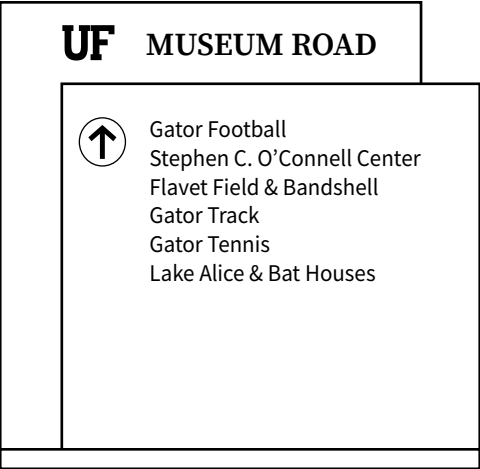 UF MUSEUM ROAD
Gator Football
Stephen C. O’Connell Center
Flavet Field & Bandshell
Gator Track
Gator Tennis
Lake Alice & Bat Houses